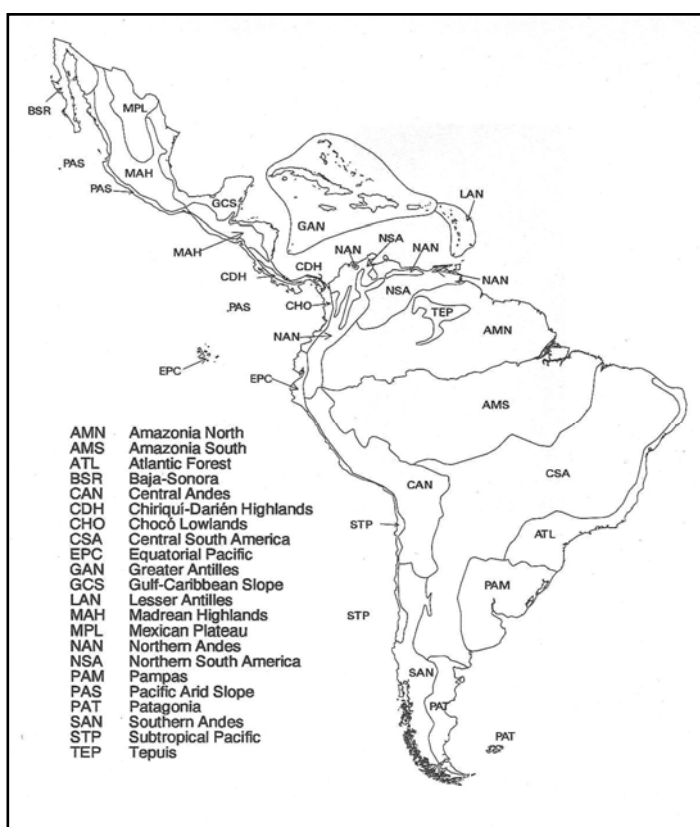 BSR
MPL
PAS
MAH
PAS
GCS
LAN
GAN
NSA
NAN
NAN
MAH
CDH
CDH
NAN
NSA
CHO
PAS
TEP
AMN
NAN
EPC
EPC
AMS
CAN
CSA
STP
ATL
PAM
STP
SAN
PAT
PAT
AMN Amazonia North
AMS Amazonia South
ATL Atlantic Forest
BSR Baja-Sonora
CAN Central Andes
CDH Chiriquí-Darién Highlands
CHO Chocó Lowlands
CSA Central South America
EPC Equatorial Pacific
GAN Greater Antilles
GCS Gulf-Caribbean Slope
LAN Lesser Antilles
MAH Madrean Highlands
MPL Mexican Plateau
NAN Northern Andes
NSA Northern South America
PAM Pampas
PAS Pacific Arid Slope
PAT Patagonia
SAN Southern Andes
STP Subtropical Pacific
TEP Tepuis